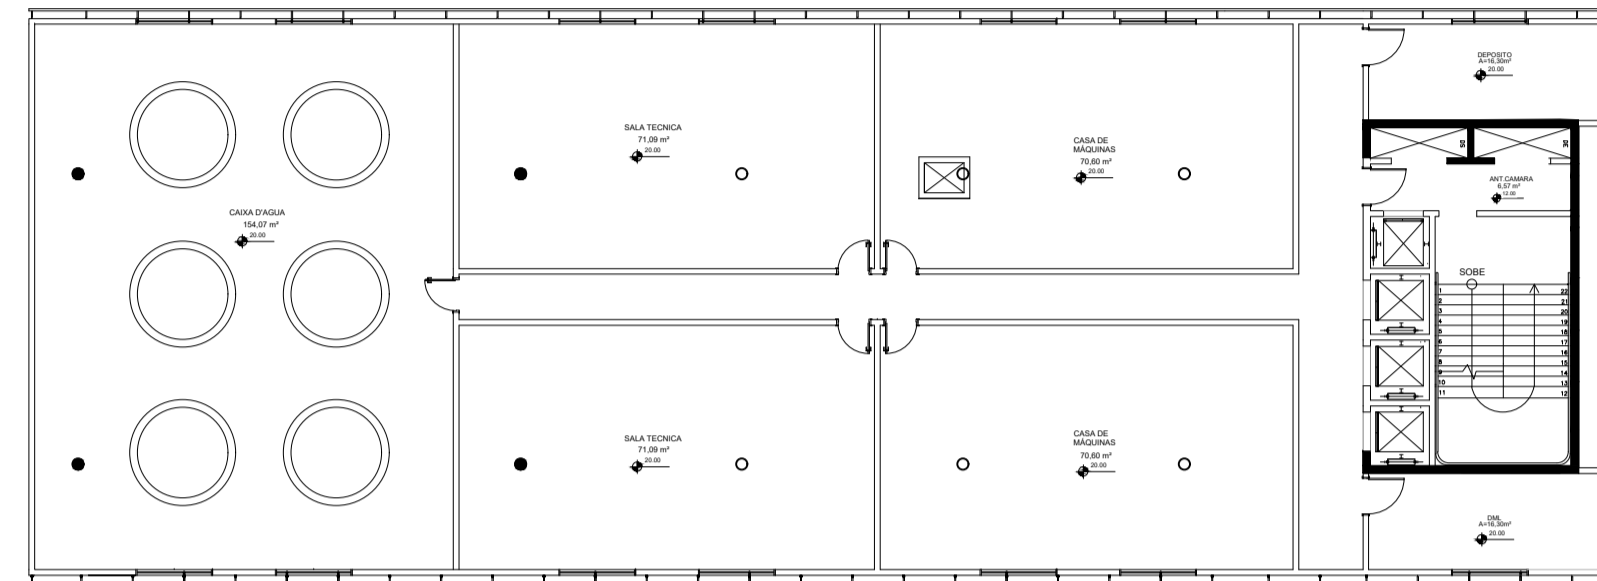 CAIXA D'AGUA
154,07 m²
20.00
SALA TECNICA
71,09 m²
20.00
CASA DE
MÁQUINAS
70,60 m²
20.00
DEPOSITO
A=16,30m²
20.00
50
30
ANT.CAMARA
6,57 m²
12.00
SOBE
1
2
3
4
5
6
7
8
9
10
11
22
21
20
19
18
17
16
15
14
13
12
SALA TECNICA
71,09 m²
20.00
CASA DE
MÁQUINAS
70,60 m²
20.00
DML
A=16,30m²
20.00